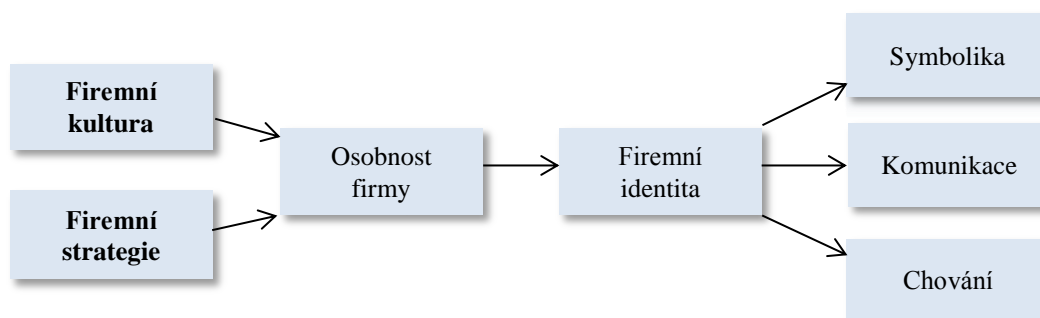 Firemní
kultura
Firemní
strategie
Osobnost
firmy
Firemní
identita
Symbolika
Komunikace
Chování